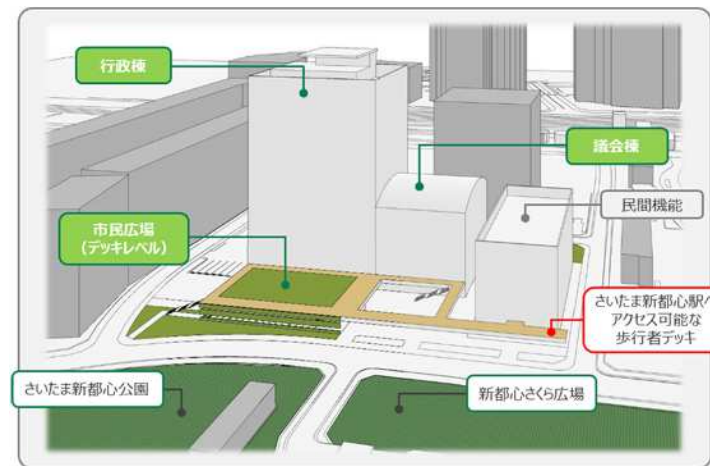 行政棟
議会棟
民間機能
市民広場
(デッキレベル)
さいたま新都心駅へ
アクセス可能な
歩行者デッキ
さいたま新都心公園
新都心さくら広場